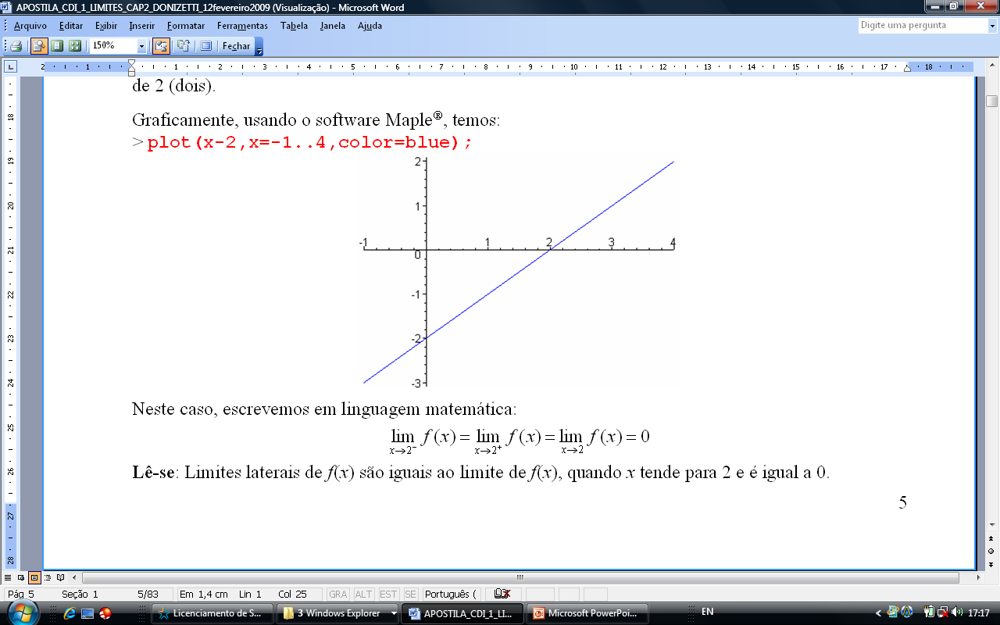 APOSTILA_CDI_1_LIMITES_CAP2_DONIZETTI_12fevereiro2009 (Visualização) - Microsoft Word
Arquivo Editar Exibir Inserir Formatar Ferramentas Tabela Janela Ajuda Digite uma pergunta
150% Fechar
2 1 1 2 3 4 5 6 7 8 9 10 11 12 13 14 15 16 17 18
18
19
20
21
22
23
24
25
26
27
28
de 2 (dois).
Graficamente, usando o software Maple®, temos:
> plot(x-2,x=-1..4,color=blue);
2
1
-1 0 1 2 3 4
-1
-2
-3
Neste caso, escrevemos em linguagem matemática:
lim x→2⁻ f(x) = lim x→2⁺ f(x) = lim x→2 f(x) = 0
Lê-se: Limites laterais de f(x) são iguais ao limite de f(x), quando x tende para 2 e é igual a 0.
5
Pág 5 Seção 1 5/83 Em 1,4 cm Lin 1 Col 25 GRA ALT EST SE Português (
Licenciamento de S... 3 Windows Explorer APOSTILA_CDI_1_LI... Microsoft PowerPoi... EN 17:17